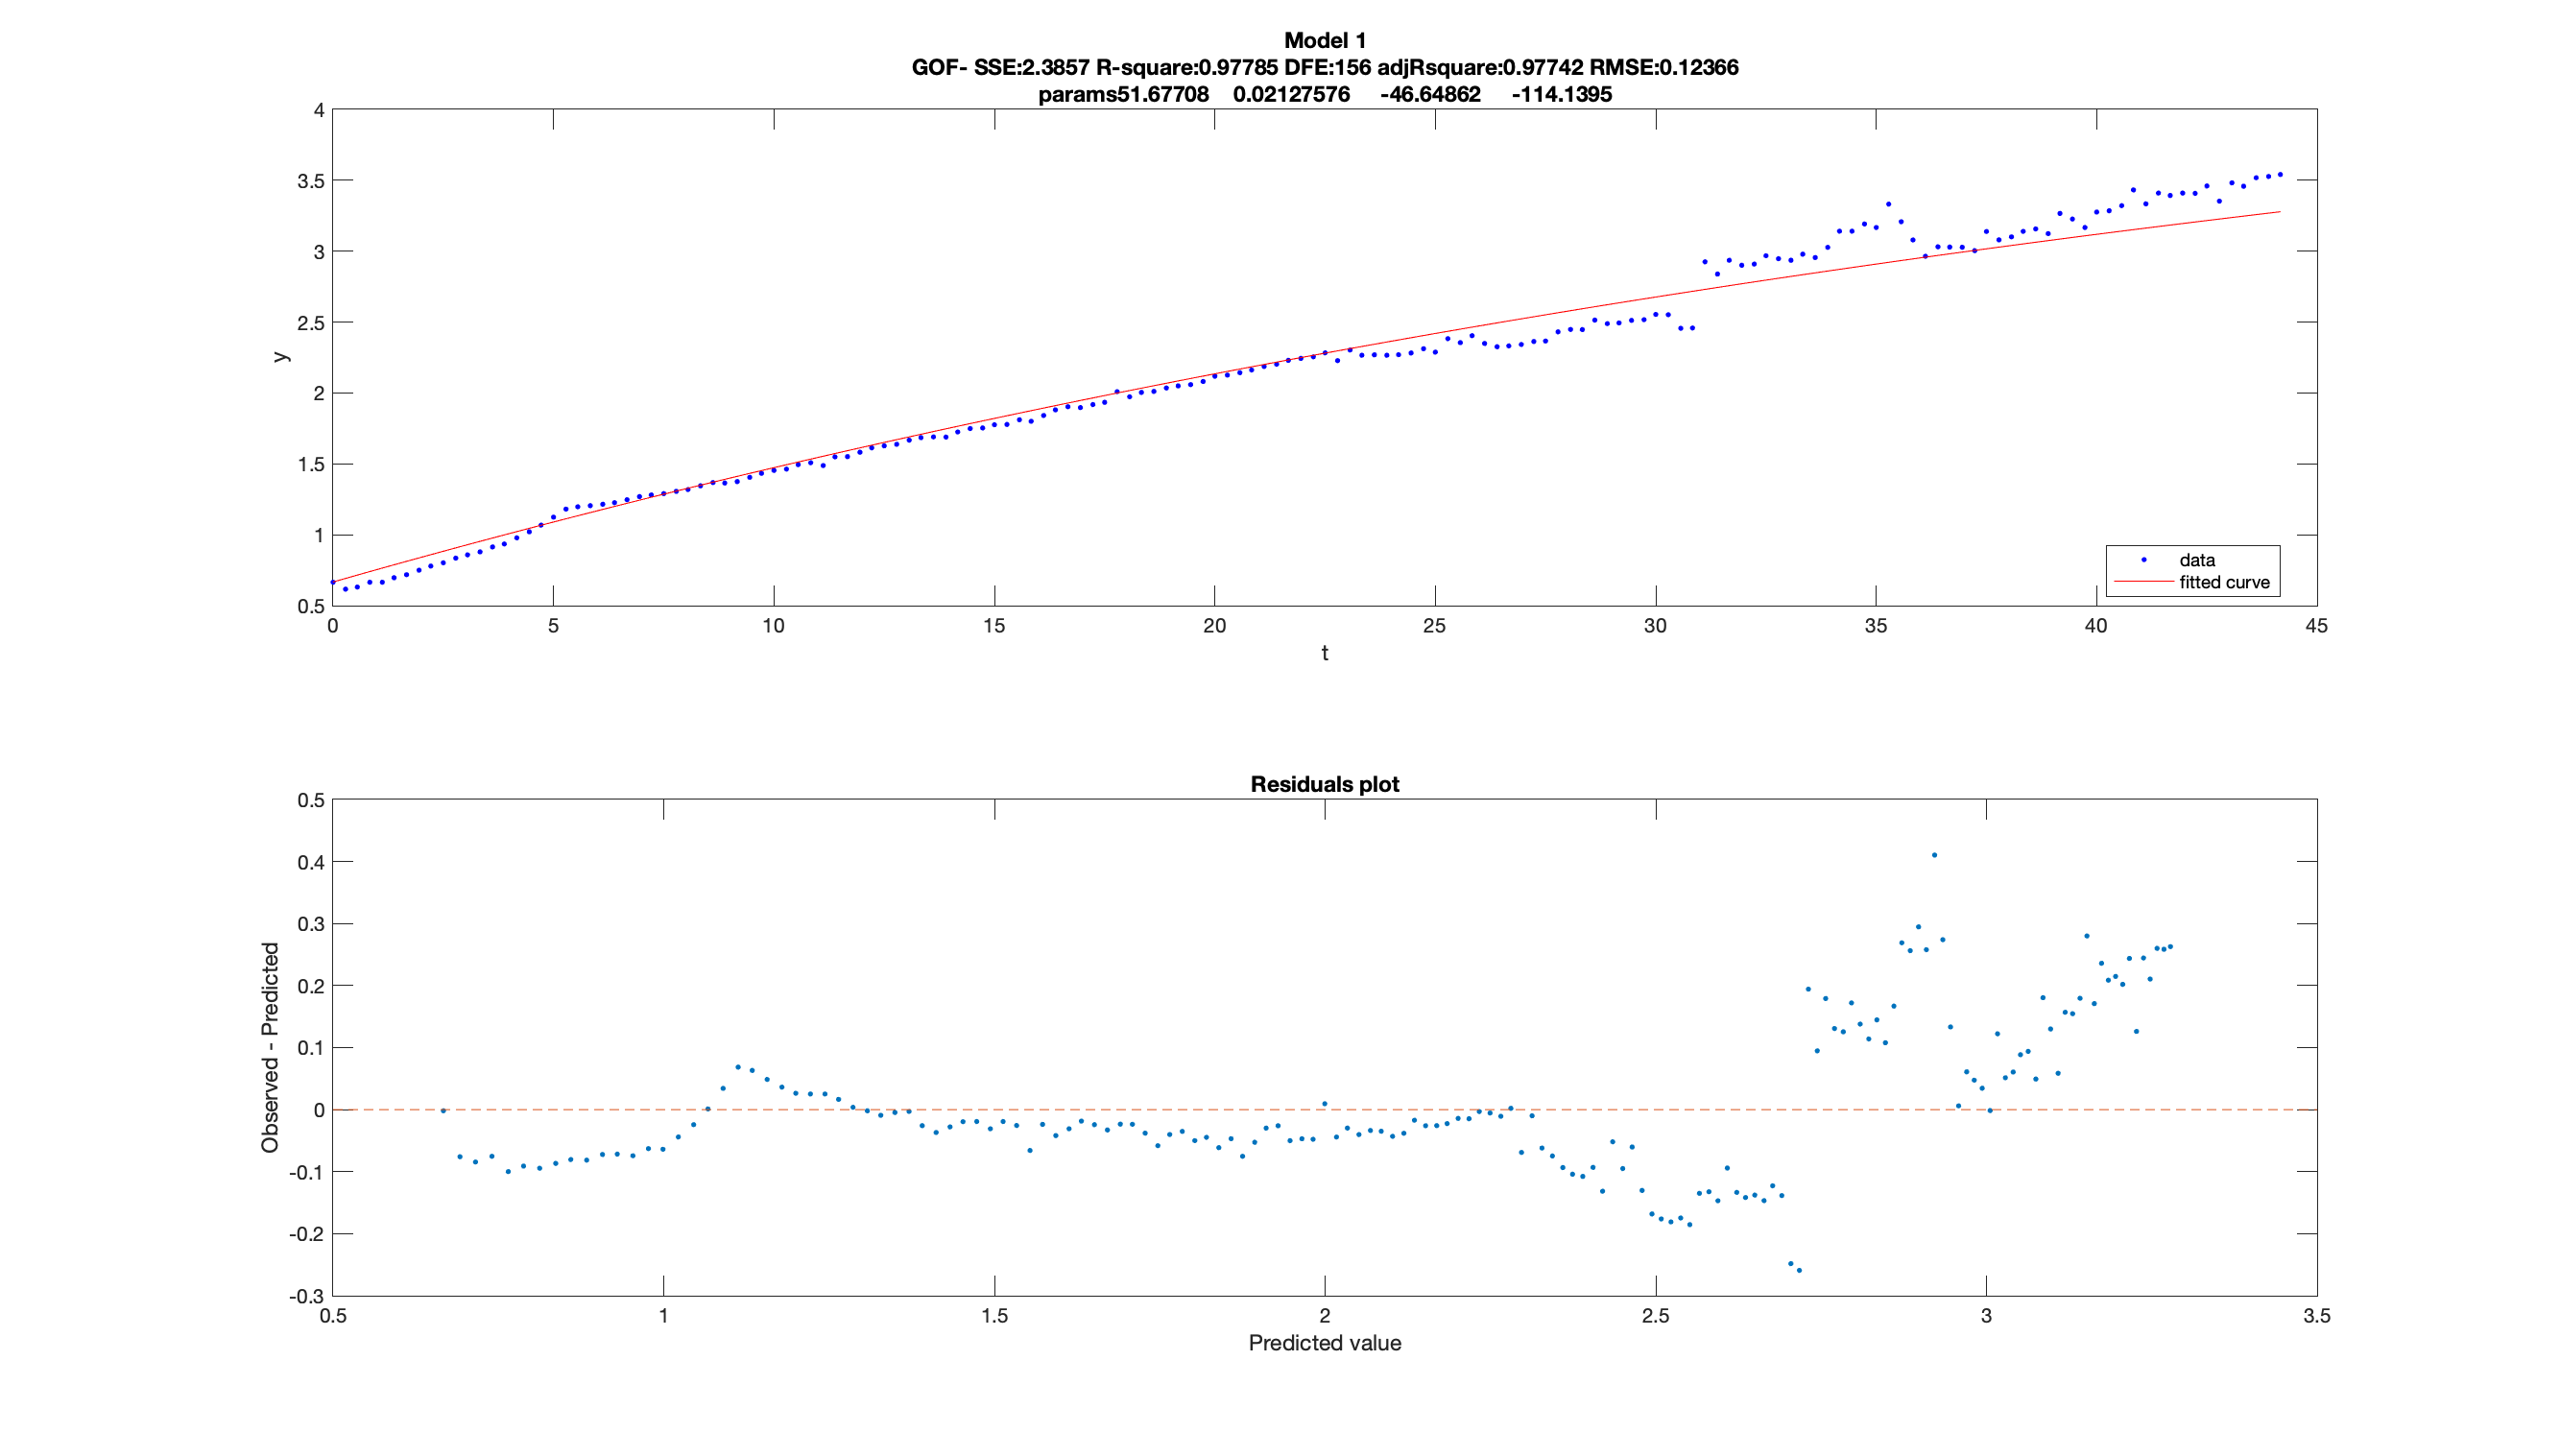 Model 1
GOF- SSE:2.3857 R-square:0.97785 DFE:156 adjRsquare:0.97742 RMSE:0.12366
params51.67708 0.02127576 -46.64862 -114.1395
4
3.5
3
2.5
2
1.5
1
0.5
y
data
fitted curve
0 5 10 15 20 25 30 35 40 45
t
Residuals plot
0.5
0.4
0.3
0.2
0.1
0
-0.1
-0.2
-0.3
Observed - Predicted
0.5 1 1.5 2 2.5 3 3.5
Predicted value